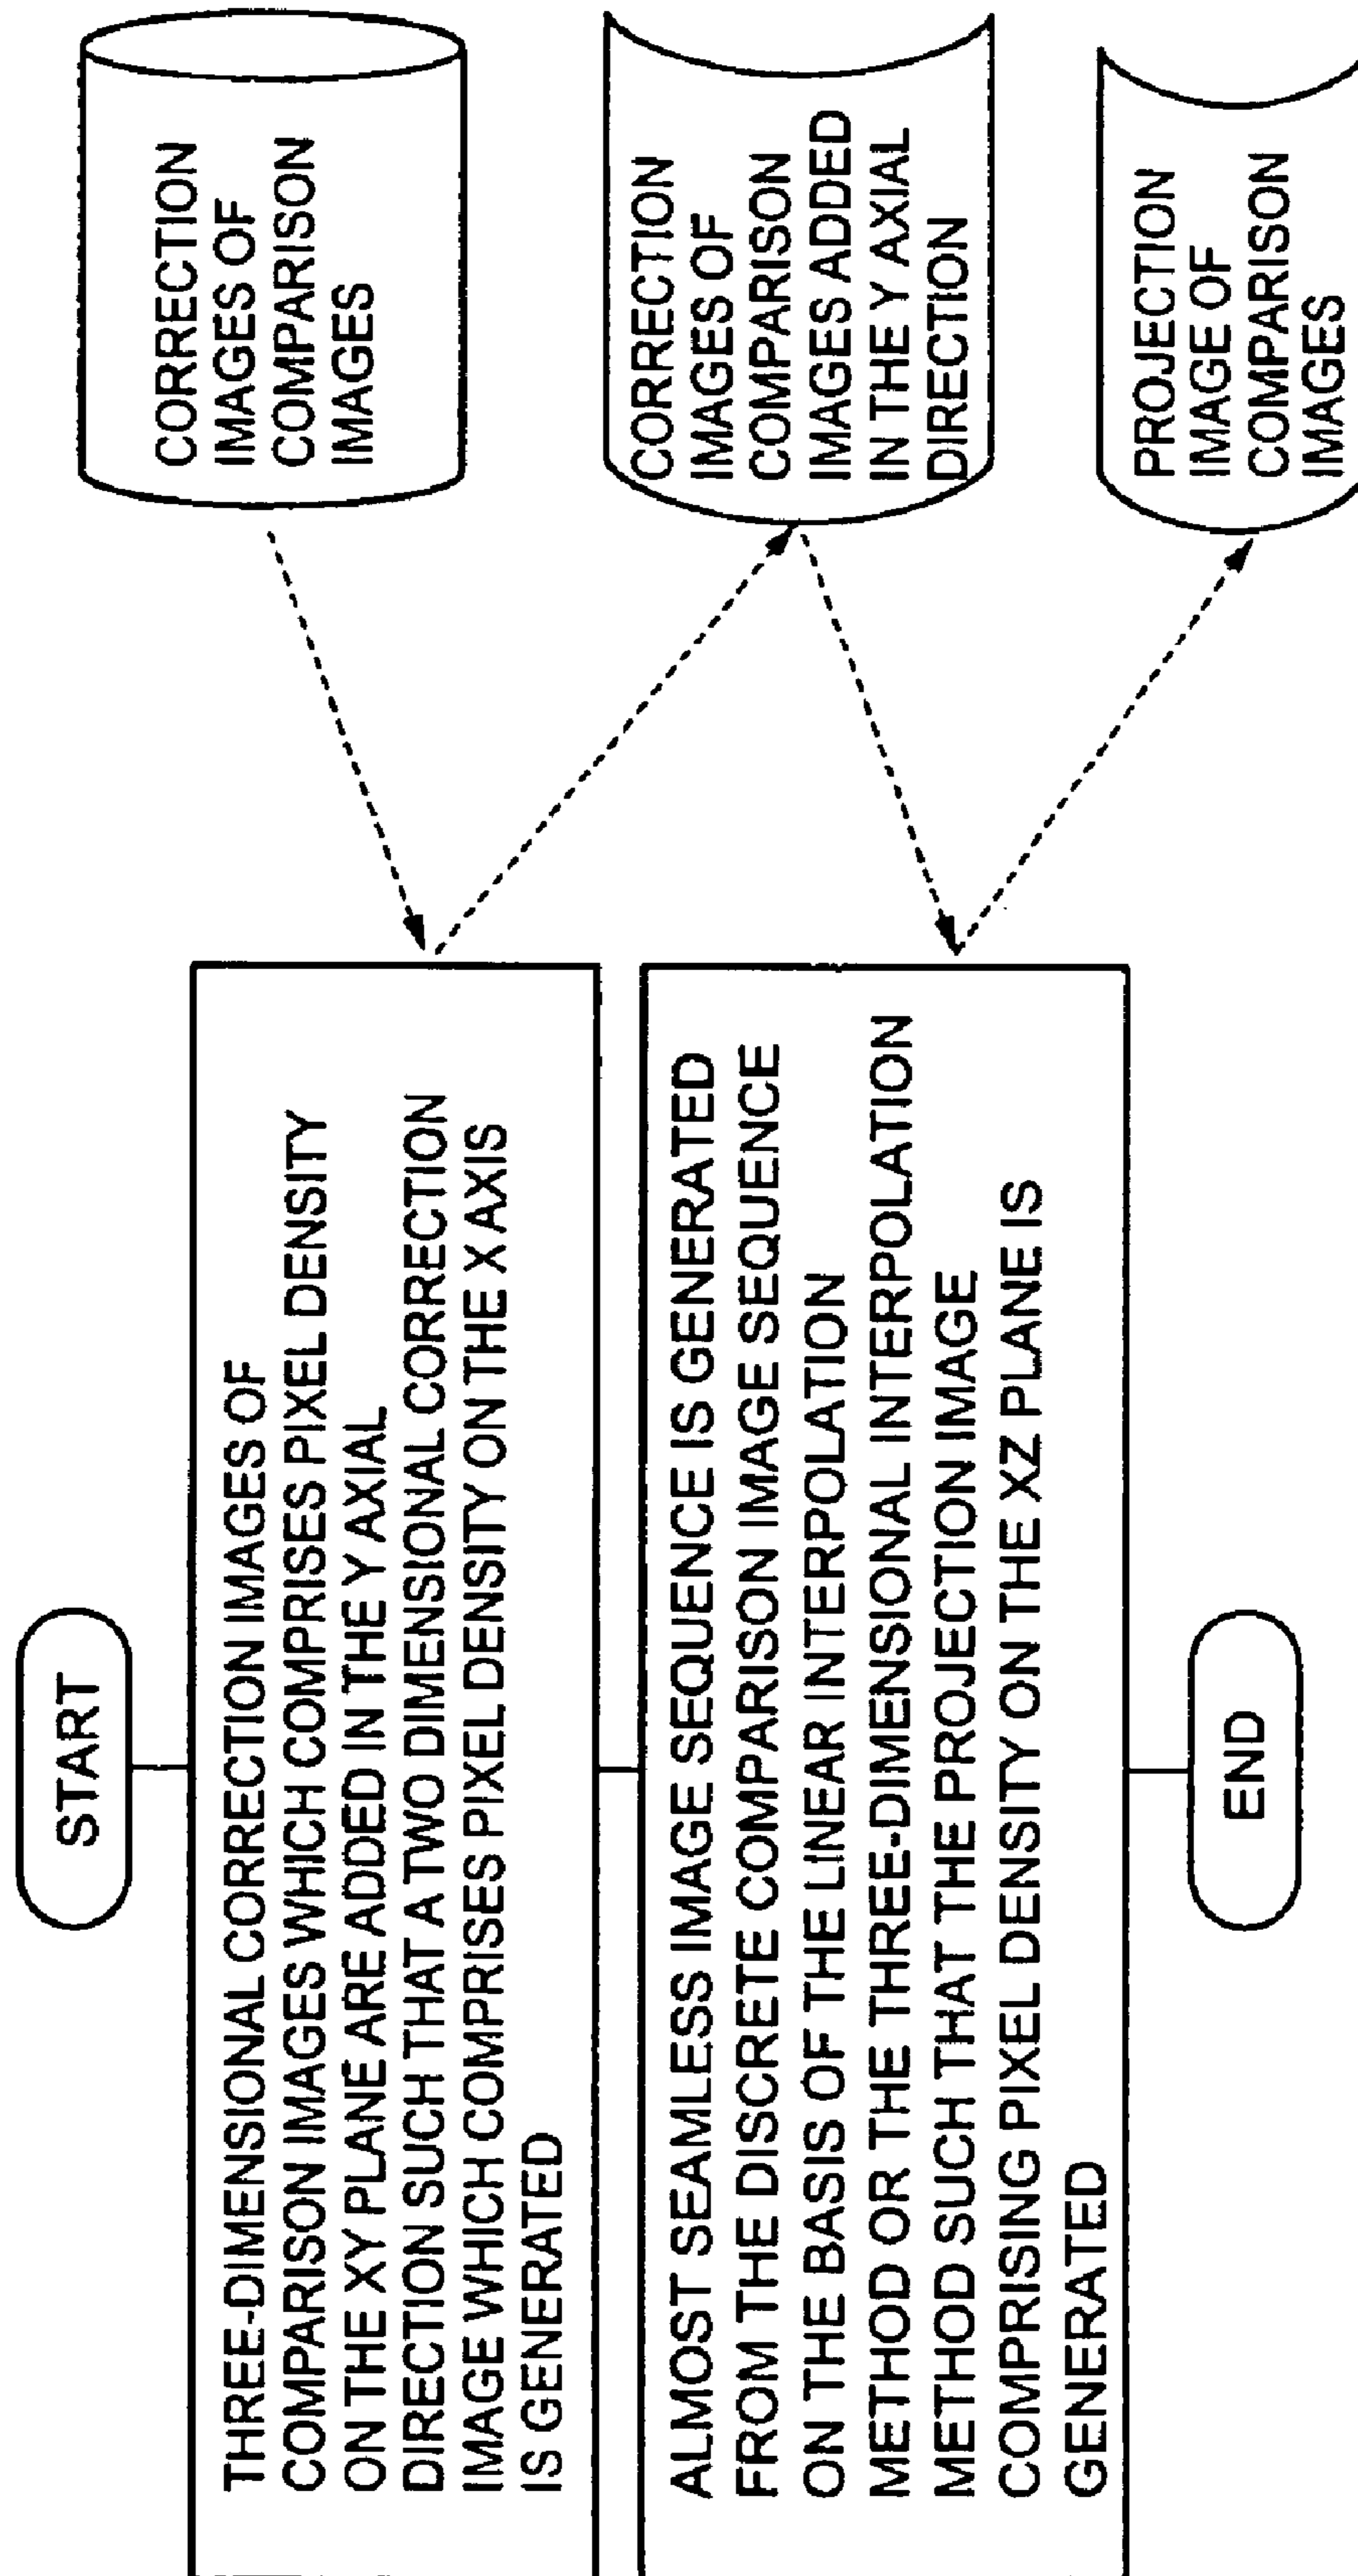 START
THREE-DIMENSIONAL CORRECTION IMAGES OF
COMPARISON IMAGES WHICH COMPRISES PIXEL DENSITY
ON THE XY PLANE ARE ADDED IN THE Y AXIAL
DIRECTION SUCH THAT A TWO DIMENSIONAL CORRECTION
IMAGE WHICH COMPRISES PIXEL DENSITY ON THE X AXIS
IS GENERATED
ALMOST SEAMLESS IMAGE SEQUENCE IS GENERATED
FROM THE DISCRETE COMPARISON IMAGE SEQUENCE
ON THE BASIS OF THE LINEAR INTERPOLATION
METHOD OR THE THREE-DIMENSIONAL INTERPOLATION
METHOD SUCH THAT THE PROJECTION IMAGE
COMPRISING PIXEL DENSITY ON THE XZ PLANE IS
GENERATED
END
CORRECTION
IMAGES OF
COMPARISON
IMAGES
CORRECTION
IMAGES OF
COMPARISON
IMAGES ADDED
IN THE Y AXIAL
DIRECTION
PROJECTION
IMAGE OF
COMPARISON
IMAGES